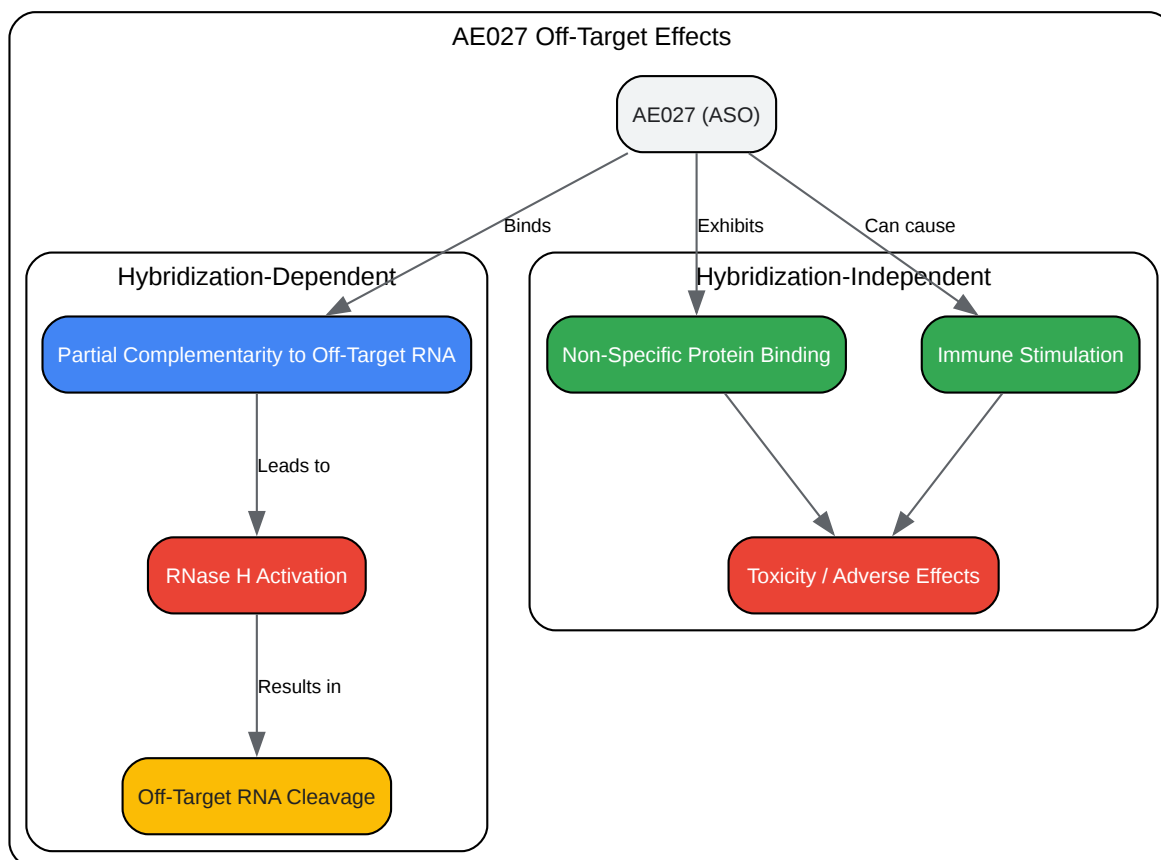 AE027 Off-Target Effects
AE027 (ASO)
Binds
Exhibits
Can cause
Hybridization-Dependent
Hybridization-Independent
Partial Complementarity to Off-Target RNA
Non-Specific Protein Binding
Immune Stimulation
Leads to
RNase H Activation
Toxicity / Adverse Effects
Results in
Off-Target RNA Cleavage